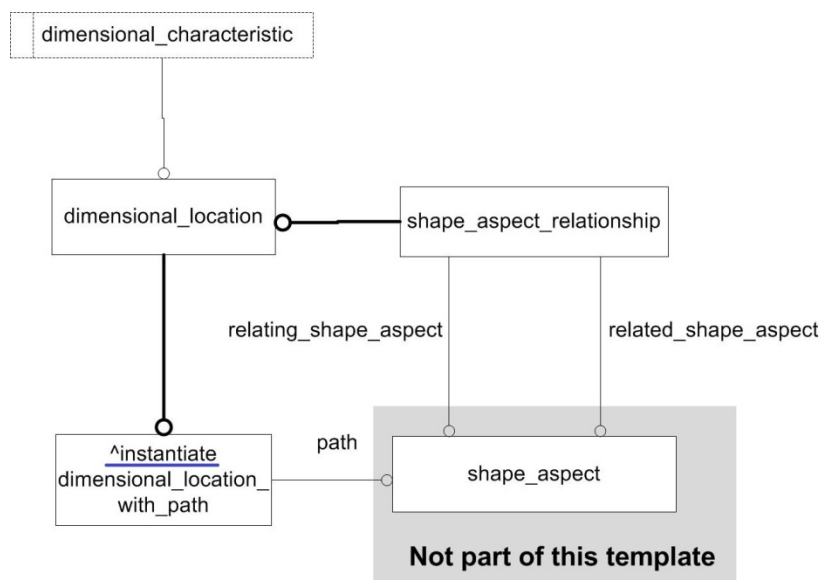 dimensional_characteristic
dimensional_location
shape_aspect_relationship
relating_shape_aspect
related_shape_aspect
^instantiate
dimensional_location_
with_path
path
shape_aspect
Not part of this template